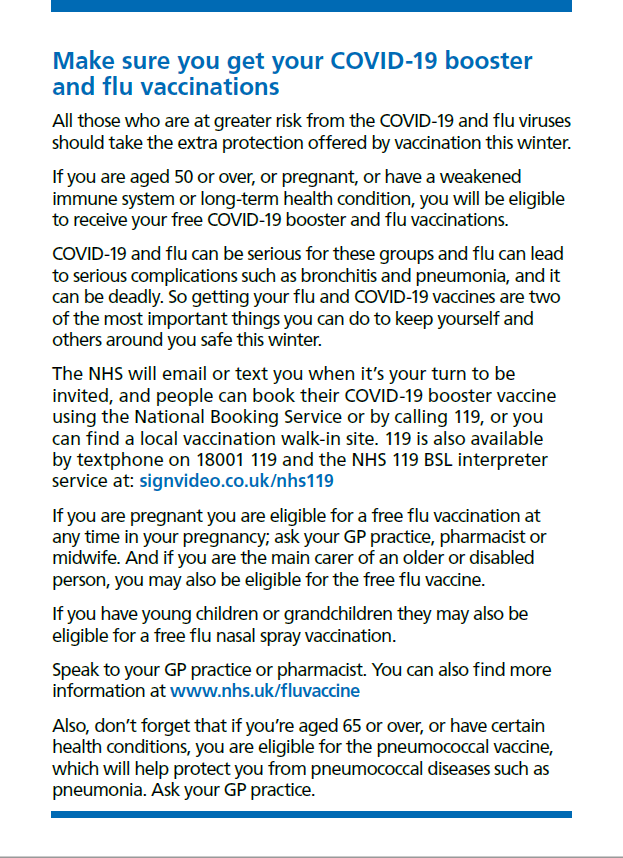 Make sure you get your COVID-19 booster
and flu vaccinations
All those who are at greater risk from the COVID-19 and flu viruses
should take the extra protection offered by vaccination this winter.
If you are aged 50 or over, or pregnant, or have a weakened
immune system or long-term health condition, you will be eligible
to receive your free COVID-19 booster and flu vaccinations.
COVID-19 and flu can be serious for these groups and flu can lead
to serious complications such as bronchitis and pneumonia, and it
can be deadly. So getting your flu and COVID-19 vaccines are two
of the most important things you can do to keep yourself and
others around you safe this winter.
The NHS will email or text you when it's your turn to be
invited, and people can book their COVID-19 booster vaccine
using the National Booking Service or by calling 119, or you
can find a local vaccination walk-in site. 119 is also available
by textphone on 18001 119 and the NHS 119 BSL interpreter
service at: signvideo.co.uk/nhs119
If you are pregnant you are eligible for a free flu vaccination at
any time in your pregnancy; ask your GP practice, pharmacist or
midwife. And if you are the main carer of an older or disabled
person, you may also be eligible for the free flu vaccine.
If you have young children or grandchildren they may also be
eligible for a free flu nasal spray vaccination.
Speak to your GP practice or pharmacist. You can also find more
information at www.nhs.uk/fluvaccine
Also, don't forget that if you're aged 65 or over, or have certain
health conditions, you are eligible for the pneumococcal vaccine,
which will help protect you from pneumococcal diseases such as
pneumonia. Ask your GP practice.